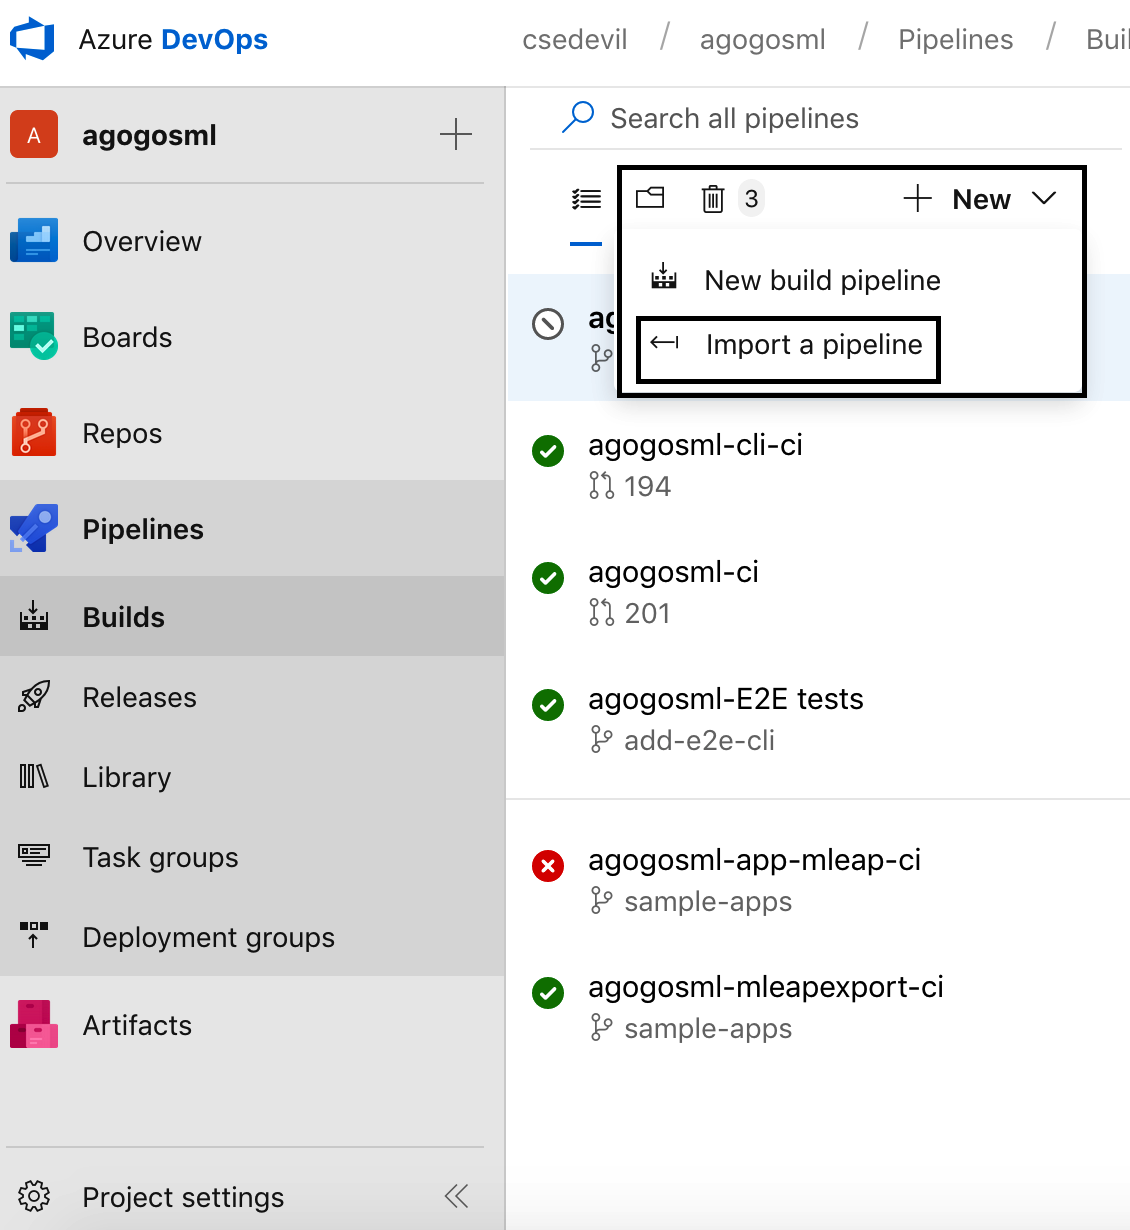 Azure DevOps
csedevil / agogosml / Pipelines /
A agogosml
Search all pipelines
3 New
Overview
New build pipeline
Boards
Import a pipeline
Repos
agogosml-cli-ci
194
Pipelines
agogosml-ci
201
Builds
Releases
agogosml-E2E tests
add-e2e-cli
Library
Task groups
agogosml-app-mleap-ci
sample-apps
Deployment groups
agogosml-mleapexport-ci
sample-apps
Artifacts
Project settings